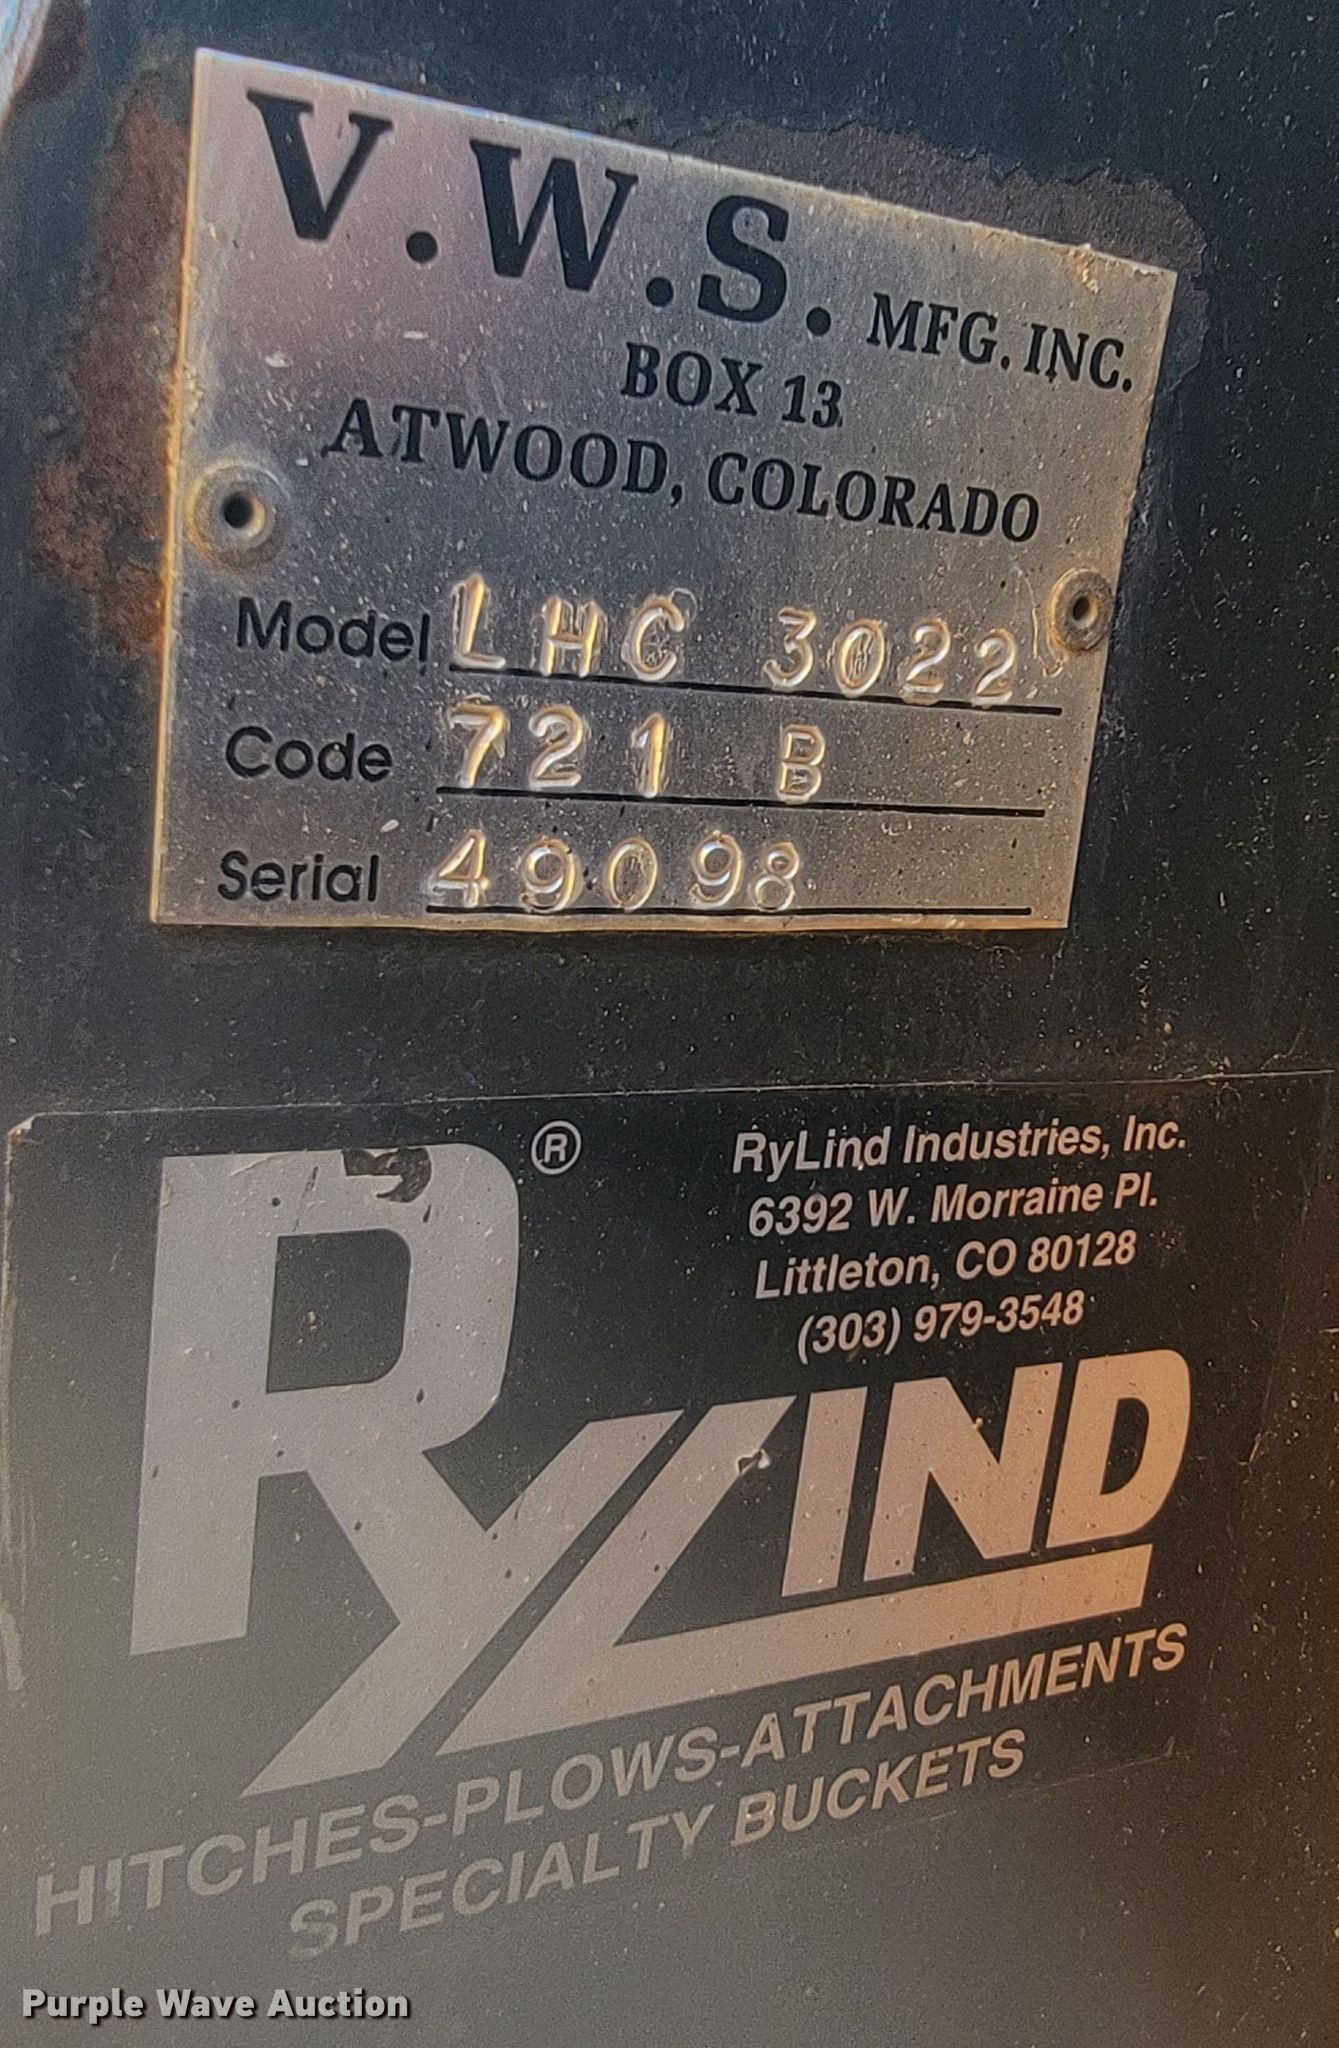 V.W.S. MFG. INC.
BOX 13
ATWOOD, COLORADO
Model LHC 3022
Code 721 B
Serial 49098
®
RyLind Industries, Inc.
6392 W. Morraine Pl.
Littleton, CO 80128
(303) 979-3548
RYLIND
HITCHES-PLOWS-ATTACHMENTS
SPECIALTY BUCKETS
Purple Wave Auction